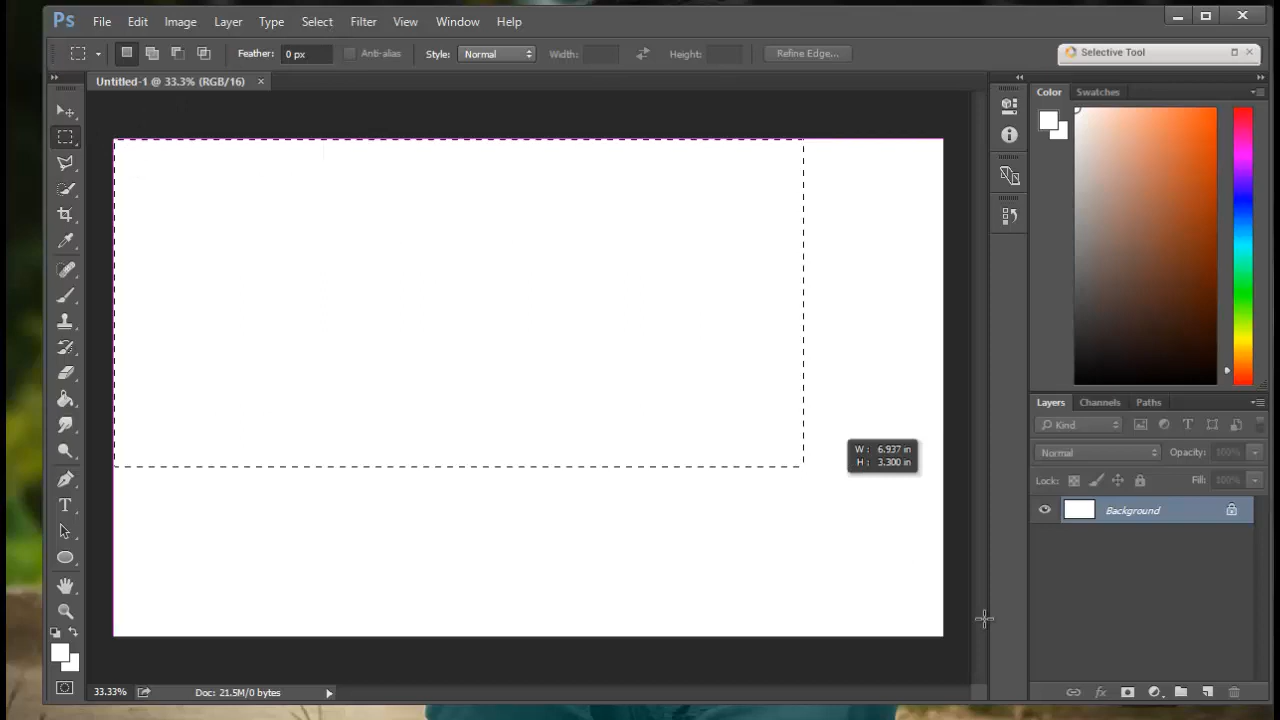 Ps File Edit Image Layer Type Select Filter View Window Help
Feather: 0 px Anti-alias Style: Normal Width: Height: Refine Edge...
Selective Tool
Untitled-1 @ 33.3% (RGB/16)
Color Swatches
W: 6.937 in
H: 3.300 in
Layers Channels Paths
Kind
Normal Opacity: 100%
Lock: Fill: 100%
Background
33.33% Doc: 21.5M/0 bytes